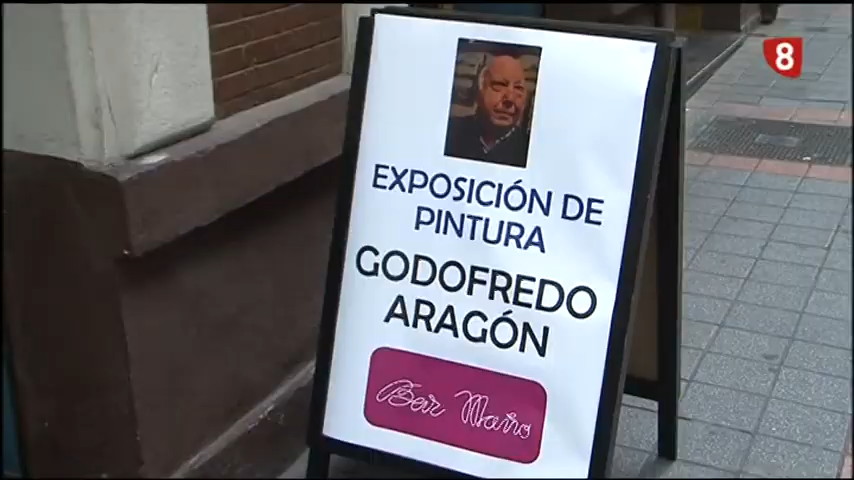 8
EXPOSICIÓN DE
PINTURA
GODOFREDO
ARAGÓN
Bar Maño